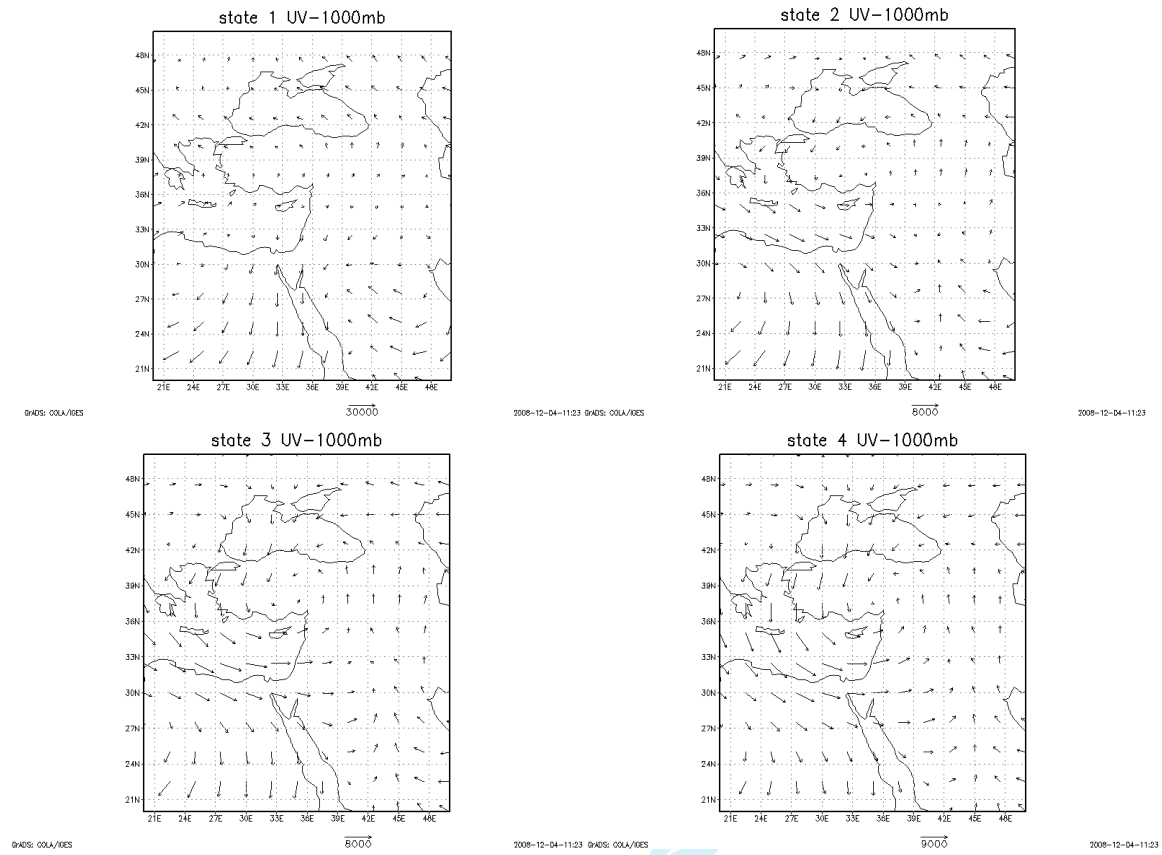 state 1 UV-1000mb
48N
45N
42N
39N
36N
33N
30N
27N
24N
21N
21E 24E 27E 30E 33E 36E 39E 42E 45E 48E
30000
GrADS: COLA/IGES
2008-12-04-11:23
state 2 UV-1000mb
48N
45N
42N
39N
36N
33N
30N
27N
24N
21N
21E 24E 27E 30E 33E 36E 39E 42E 45E 48E
8000
GrADS: COLA/IGES
2008-12-04-11:23
state 3 UV-1000mb
48N
45N
42N
39N
36N
33N
30N
27N
24N
21N
21E 24E 27E 30E 33E 36E 39E 42E 45E 48E
8000
GrADS: COLA/IGES
2008-12-04-11:23
state 4 UV-1000mb
48N
45N
42N
39N
36N
33N
30N
27N
24N
21N
21E 24E 27E 30E 33E 36E 39E 42E 45E 48E
9000
GrADS: COLA/IGES
2008-12-04-11:23